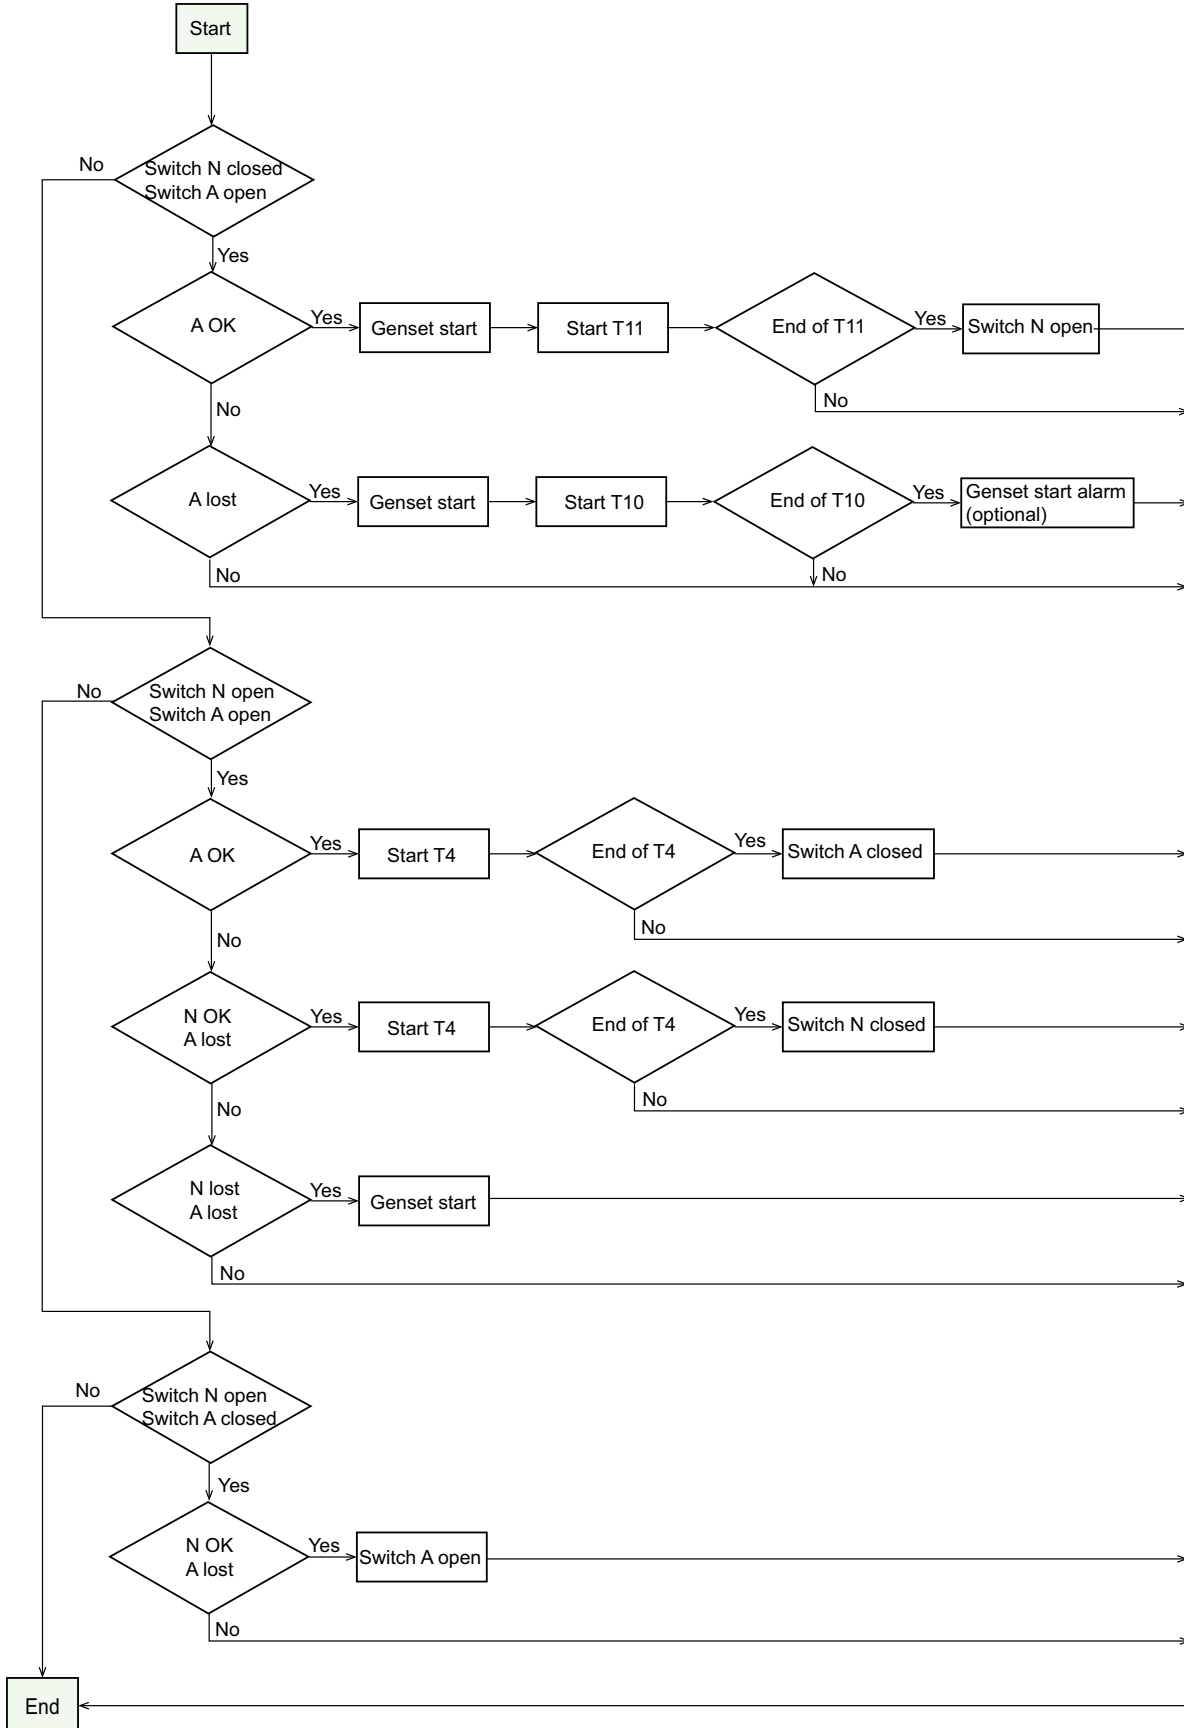 Start
No
Switch N closed
Switch A open
Yes
A OK
Yes
Genset start
Start T11
End of T11
Yes
Switch N open
No
No
A lost
Yes
Genset start
Start T10
End of T10
Yes
Genset start alarm
(optional)
No
No
No
Switch N open
Switch A open
Yes
A OK
Yes
Start T4
End of T4
Yes
Switch A closed
No
No
N OK
A lost
Yes
Start T4
End of T4
Yes
Switch N closed
No
No
N lost
A lost
Yes
Genset start
No
No
Switch N open
Switch A closed
Yes
N OK
A lost
Yes
Switch A open
No
End